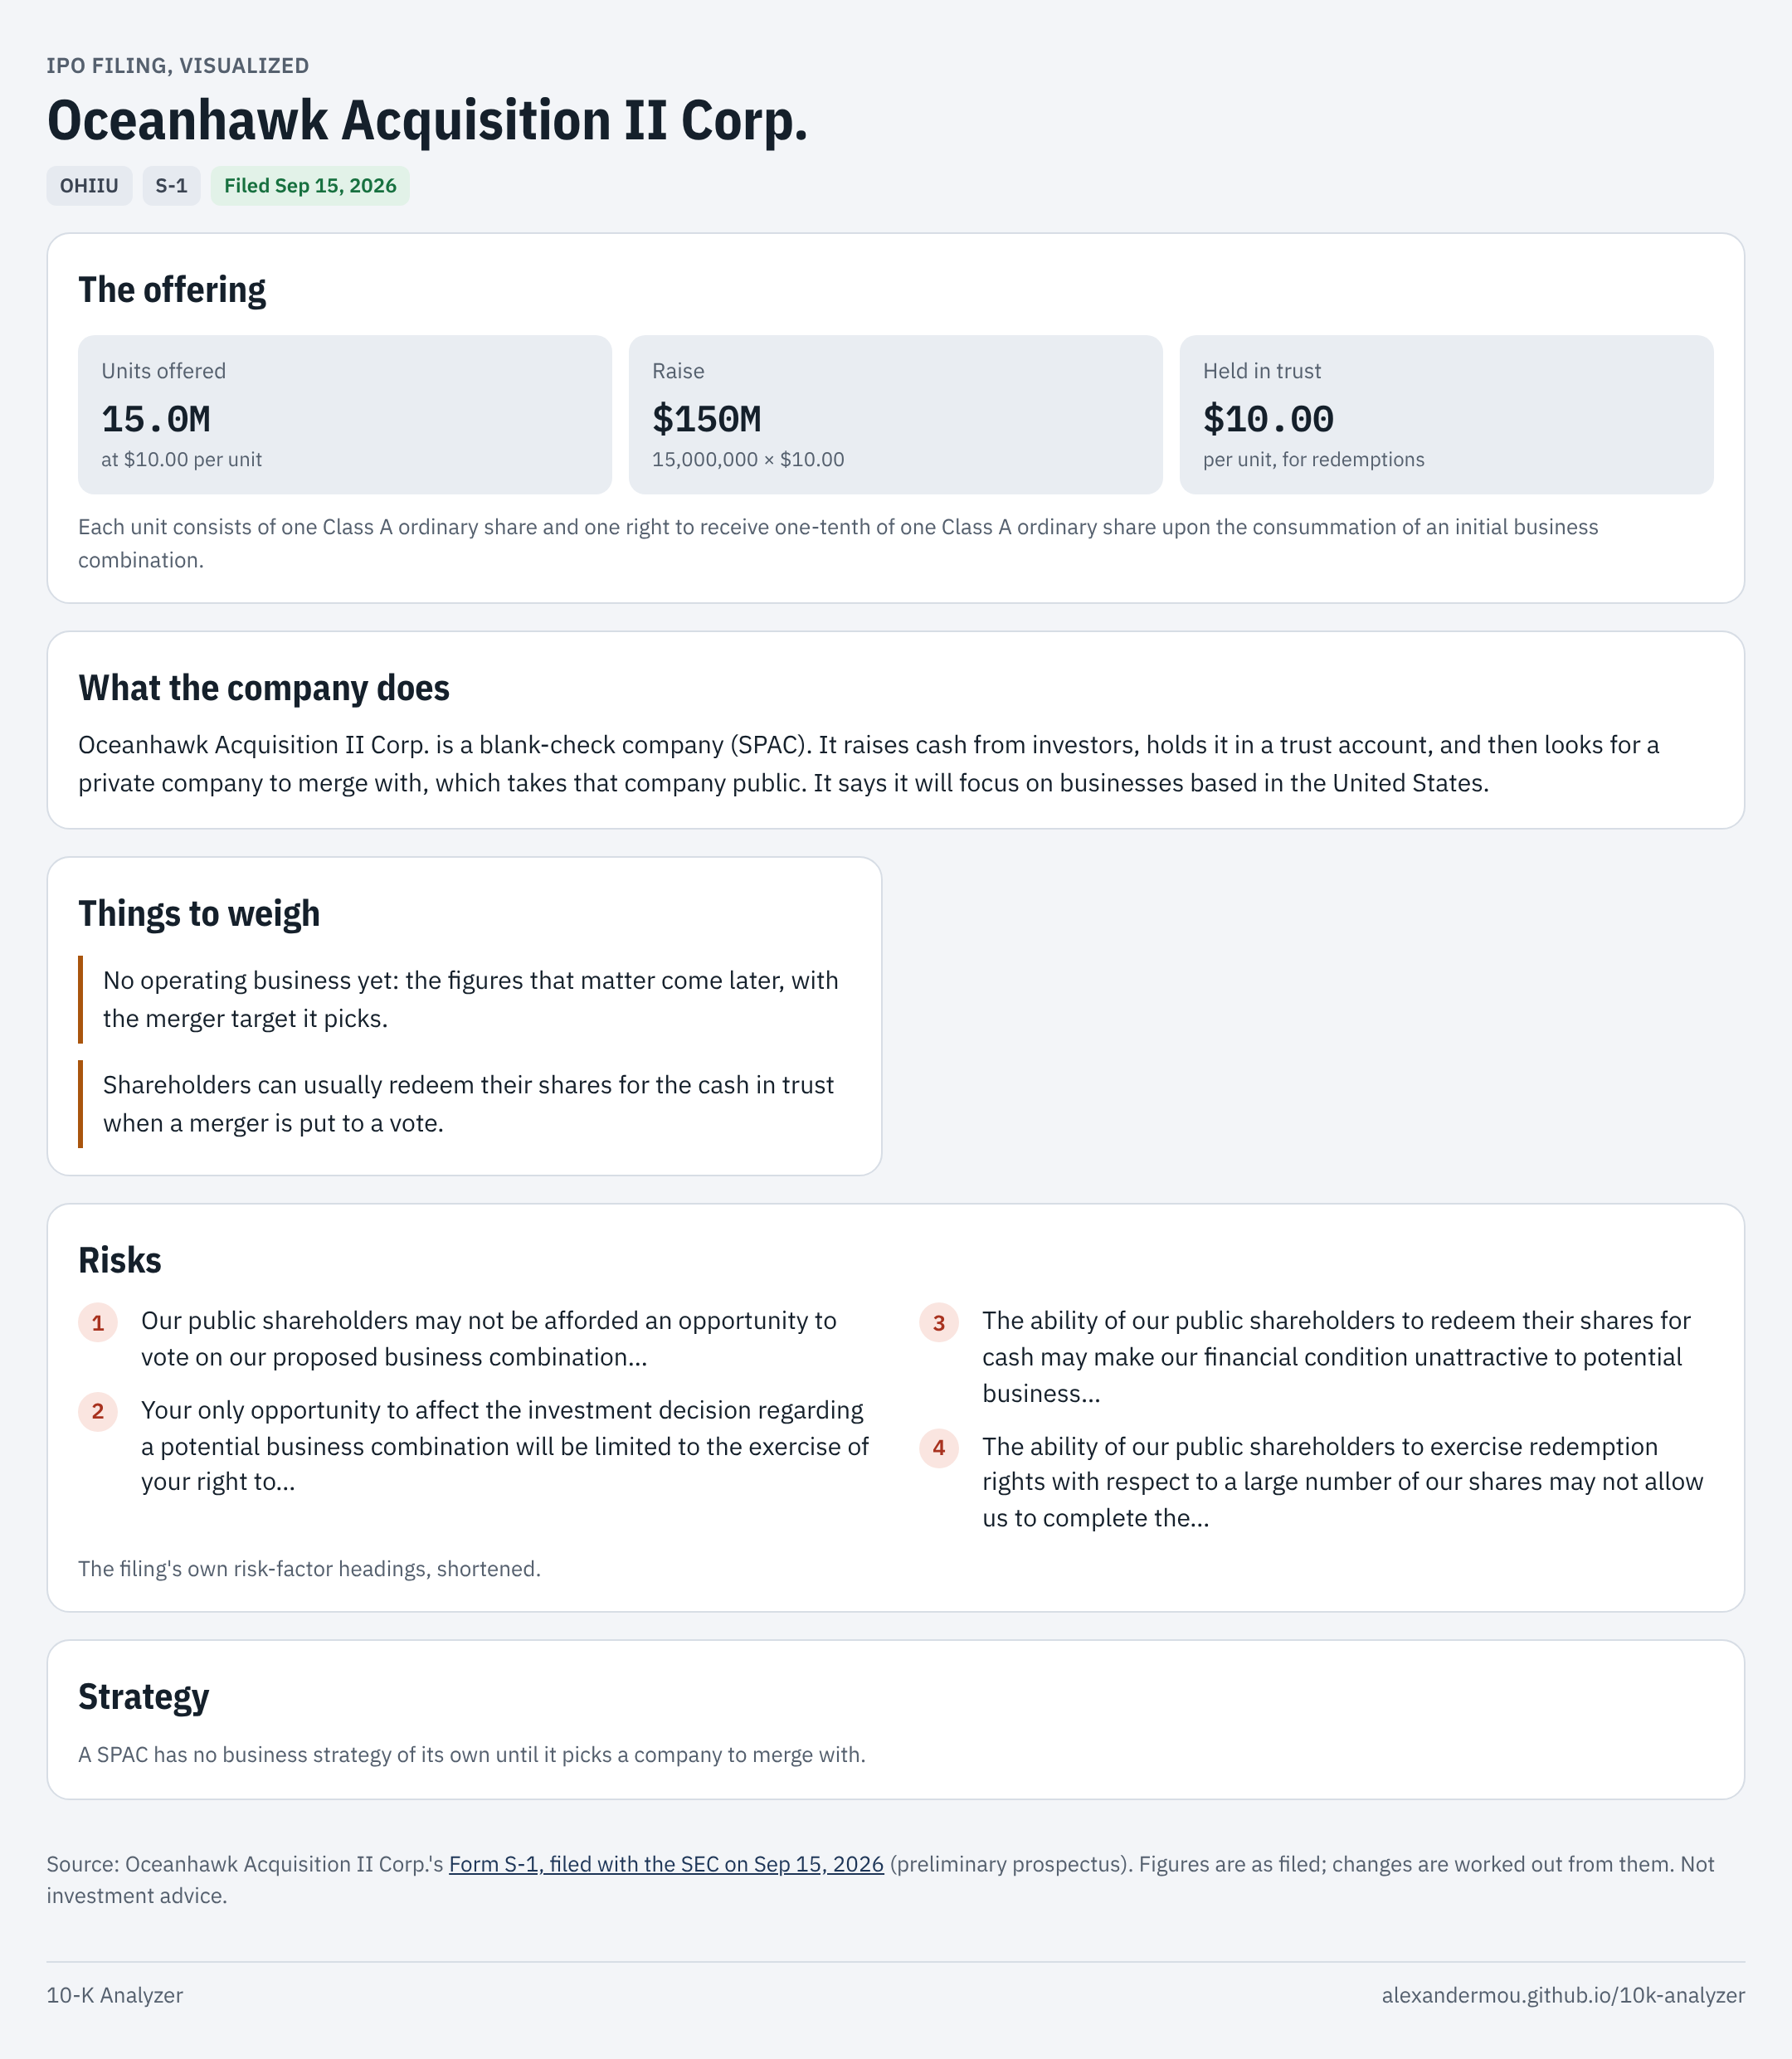 IPO FILING, VISUALIZED
Oceanhawk Acquisition II Corp.
OHIIU S-1 Filed Sep 15, 2026
The offering
Units offered
15.0M
at $10.00 per unit
Raise
$150M
15,000,000 × $10.00
Held in trust
$10.00
per unit, for redemptions
Each unit consists of one Class A ordinary share and one right to receive one-tenth of one Class A ordinary share upon the consummation of an initial business
combination.
What the company does
Oceanhawk Acquisition II Corp. is a blank-check company (SPAC). It raises cash from investors, holds it in a trust account, and then looks for a
private company to merge with, which takes that company public. It says it will focus on businesses based in the United States.
Things to weigh
No operating business yet: the figures that matter come later, with
the merger target it picks.
Shareholders can usually redeem their shares for the cash in trust
when a merger is put to a vote.
Risks
1 Our public shareholders may not be afforded an opportunity to
vote on our proposed business combination...
2 Your only opportunity to affect the investment decision regarding
a potential business combination will be limited to the exercise of
your right to...
3 The ability of our public shareholders to redeem their shares for
cash may make our financial condition unattractive to potential
business...
4 The ability of our public shareholders to exercise redemption
rights with respect to a large number of our shares may not allow
us to complete the...
The filing's own risk-factor headings, shortened.
Strategy
A SPAC has no business strategy of its own until it picks a company to merge with.
Source: Oceanhawk Acquisition II Corp.'s Form S-1, filed with the SEC on Sep 15, 2026 (preliminary prospectus). Figures are as filed; changes are worked out from them. Not
investment advice.
10-K Analyzer
alexandermou.github.io/10k-analyzer